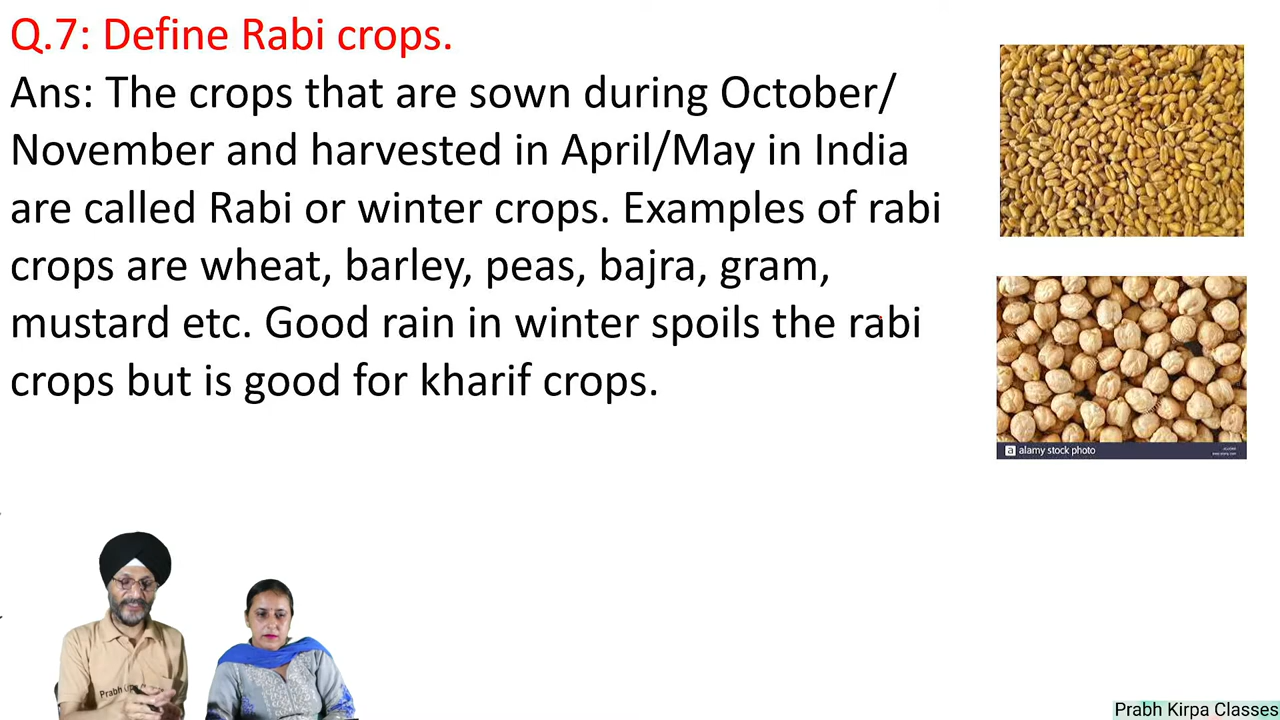 Q.7: Define Rabi crops.
Ans: The crops that are sown during October/
November and harvested in April/May in India
are called Rabi or winter crops. Examples of rabi
crops are wheat, barley, peas, bajra, gram,
mustard etc. Good rain in winter spoils the rabi
crops but is good for kharif crops.
a alamy stock photo
Prabh
Prabh Kirpa Classes